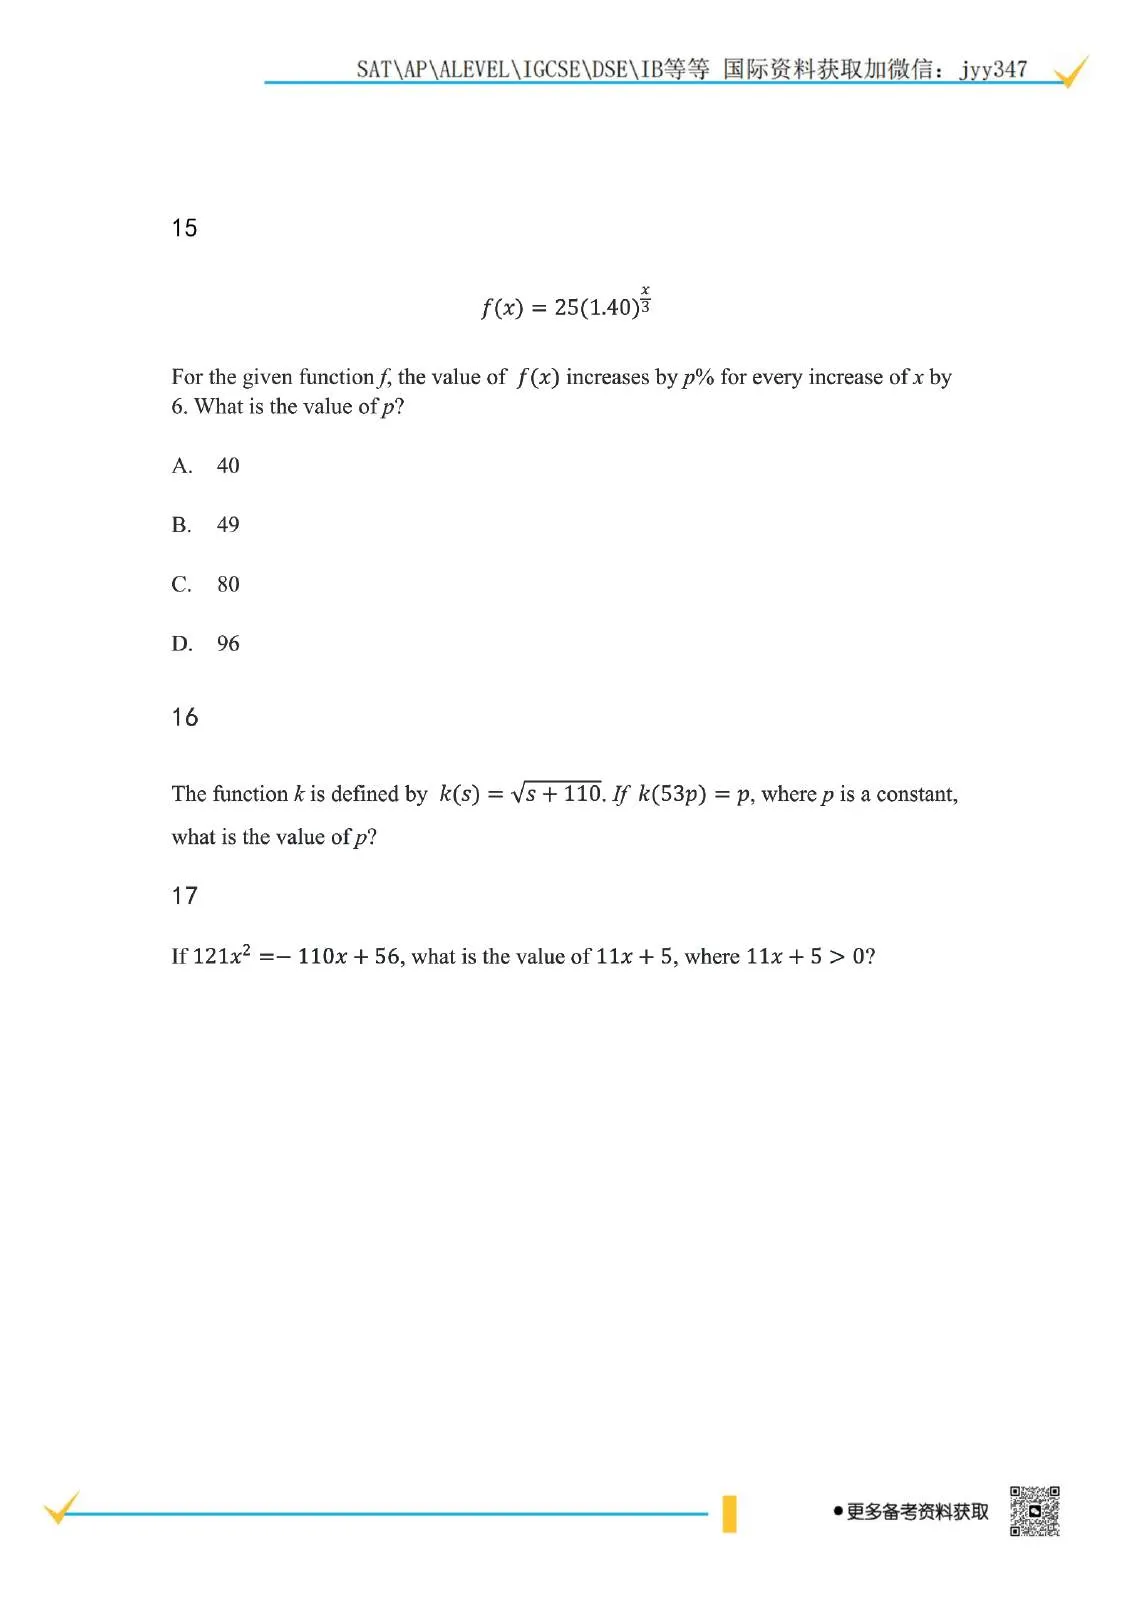 SAT\AP\ALEVEL\IGCSE\DSE\IB等等 国际资料获取加微信：jyy347
15
f(x) = 25(1.40)^(x/3)
For the given function f, the value of f(x) increases by p% for every increase of x by
6. What is the value of p?
A. 40
B. 49
C. 80
D. 96
16
The function k is defined by k(s) = √(s + 110). If k(53p) = p, where p is a constant,
what is the value of p?
17
If 121x² =− 110x + 56, what is the value of 11x + 5, where 11x + 5 > 0?
●更多备考资料获取